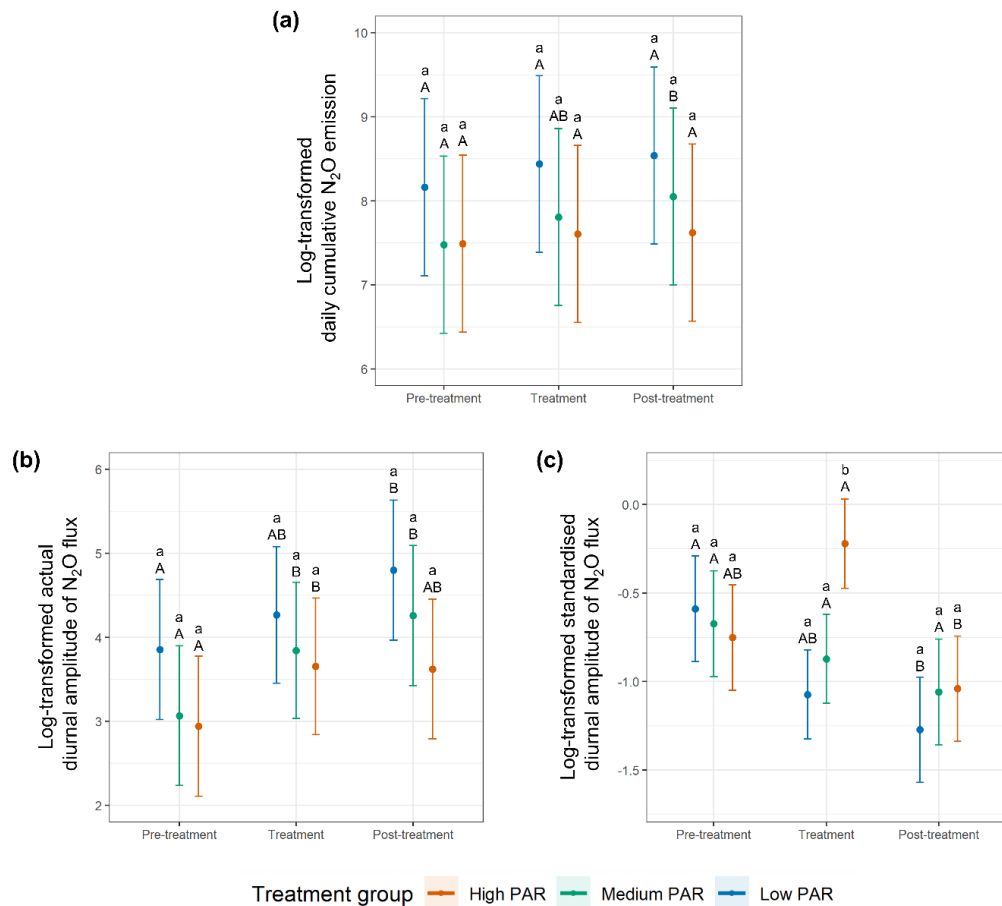 (a)
Log-transformed
daily cumulative N₂O emission
10
9
8
7
6
a a a
A A A
a a a
A AB A
a a a
A B A
Pre-treatment Treatment Post-treatment
(b)
Log-transformed actual
diurnal amplitude of N₂O flux
6
5
4
3
2
a a a
A A A
a a a
AB B B
a a a
B B AB
Pre-treatment Treatment Post-treatment
(c)
Log-transformed standardised
diurnal amplitude of N₂O flux
0.0
-0.5
-1.0
-1.5
a a a
A A AB
a a b
AB A A
a a a
B A B
Pre-treatment Treatment Post-treatment
Treatment group High PAR Medium PAR Low PAR